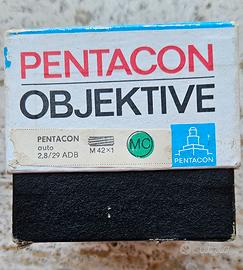 PENTACON
OBJEKTIVE
PENTACON
auto
2,8/29 ADB
M 42×1
MC
PENTACON